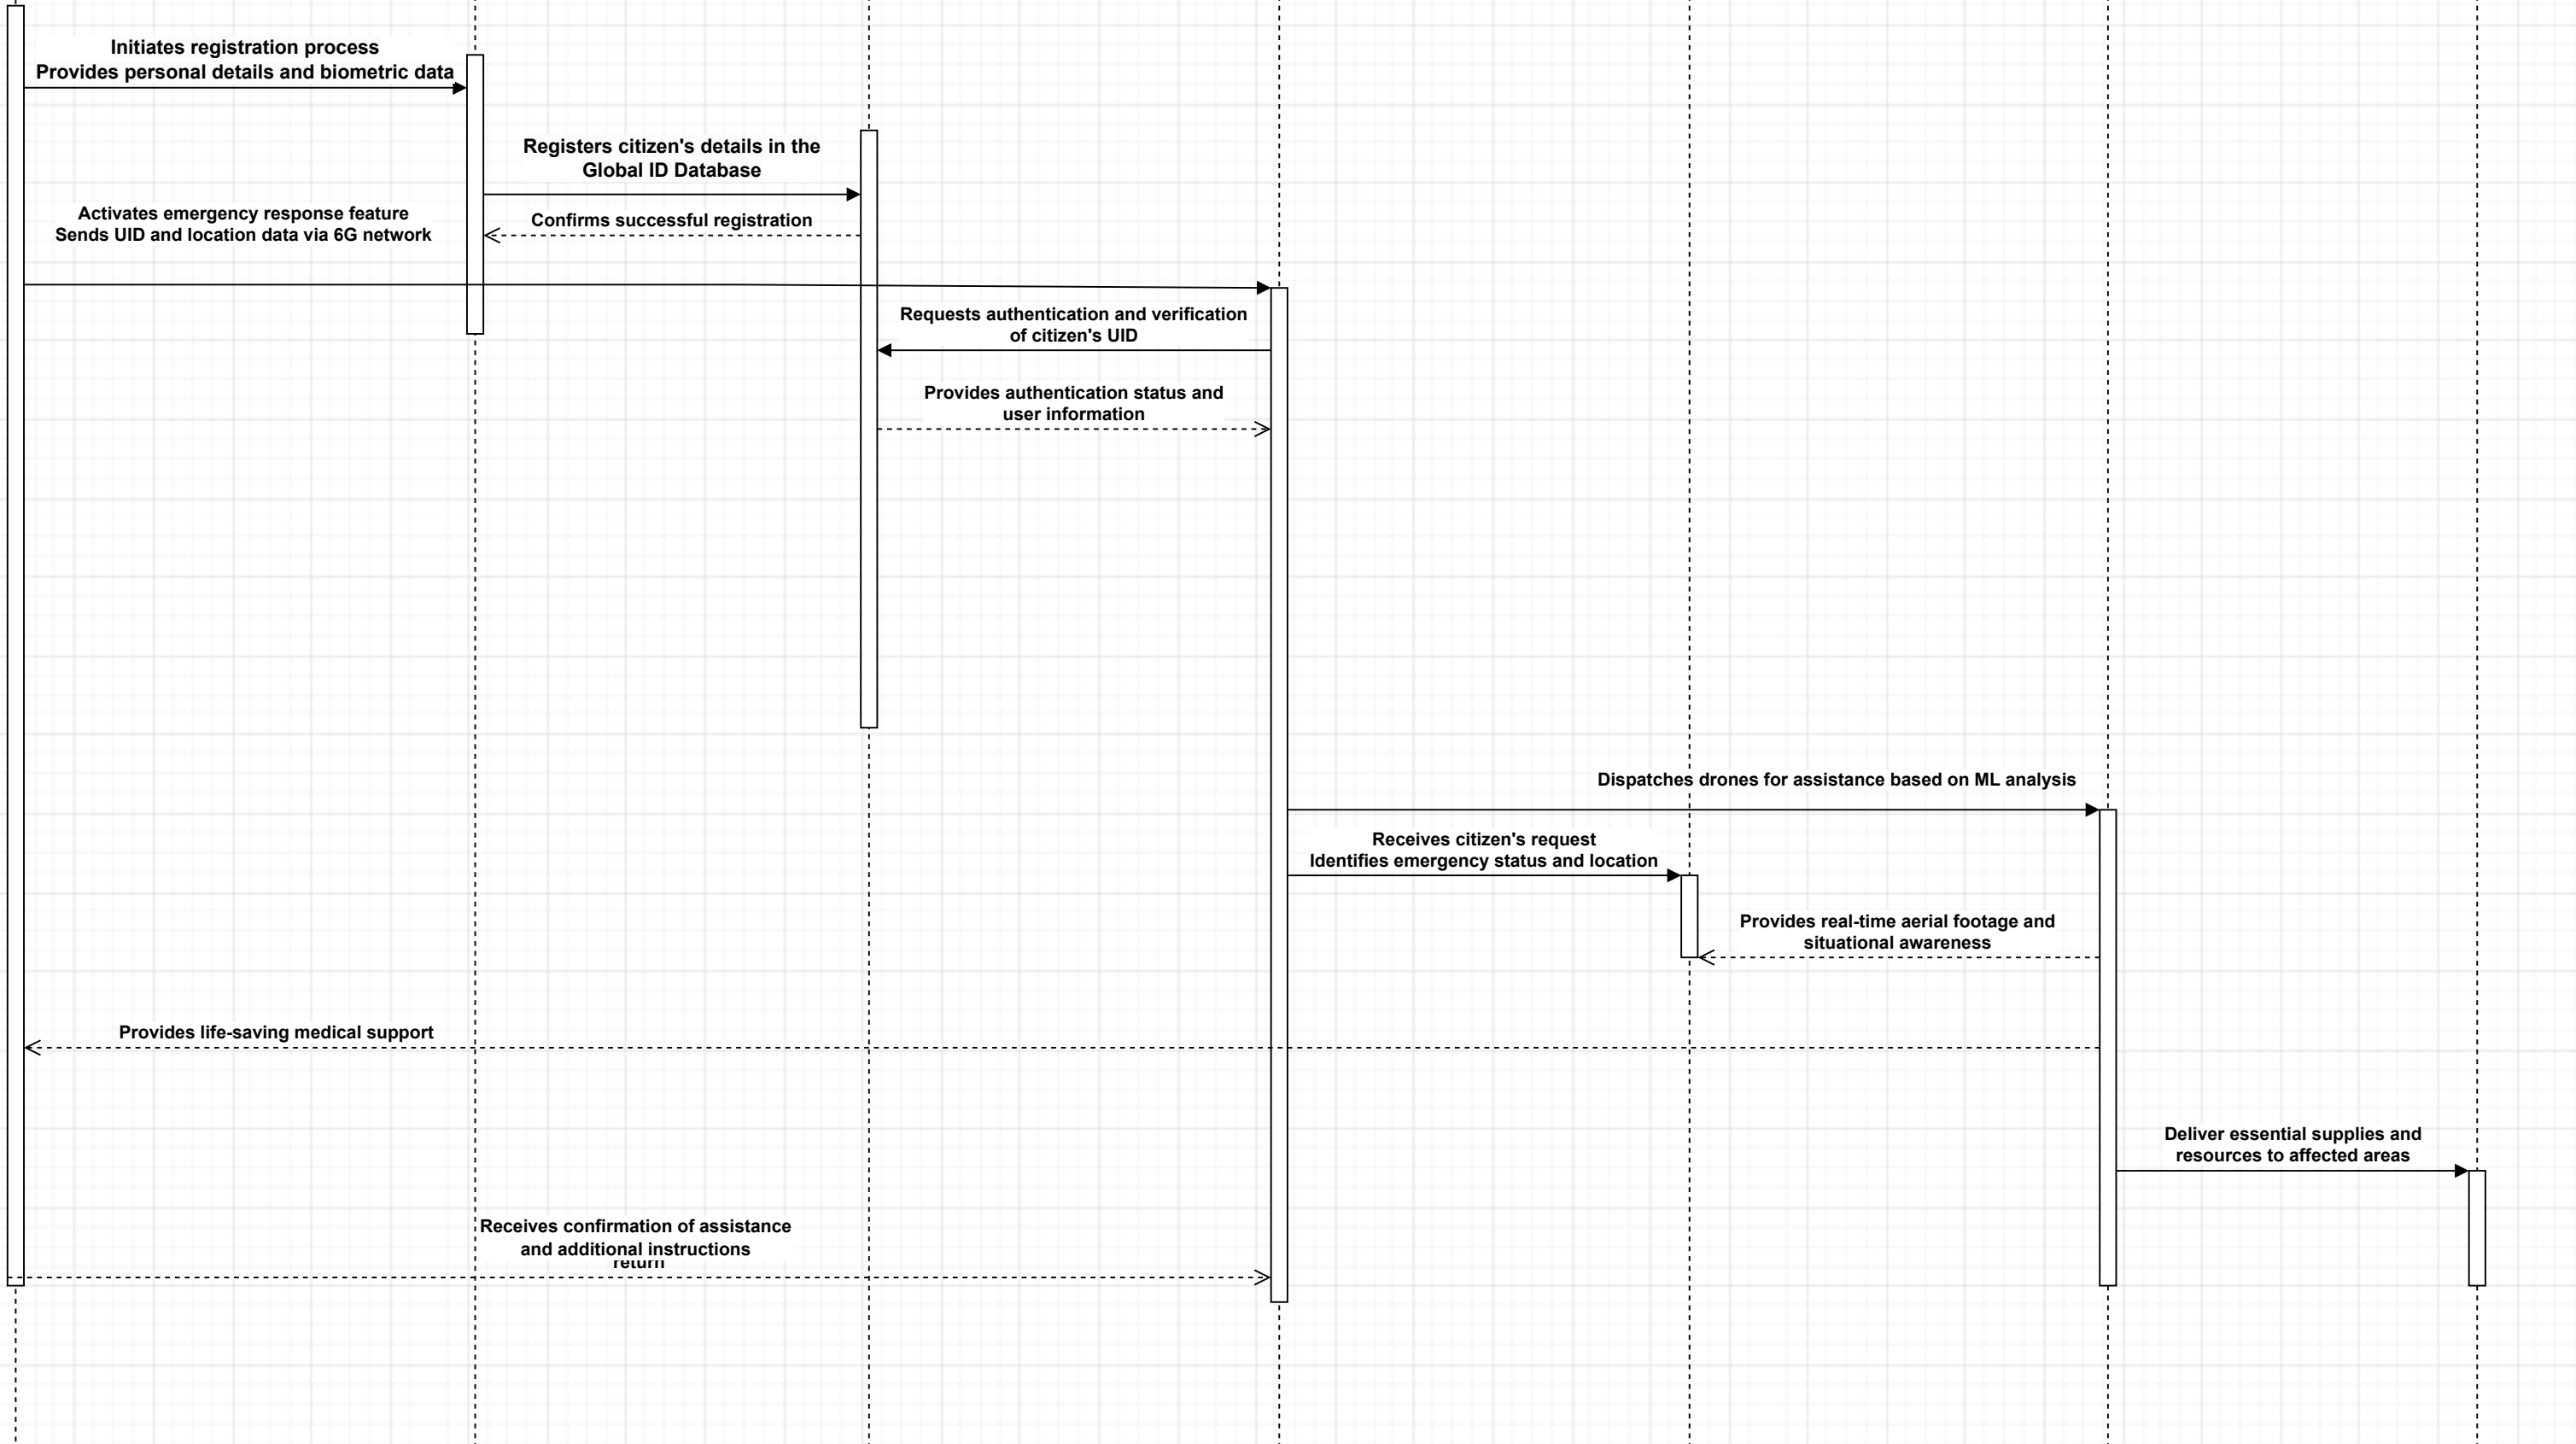 Initiates registration process
Provides personal details and biometric data
Registers citizen's details in the
Global ID Database
Activates emergency response feature
Sends UID and location data via 6G network
Confirms successful registration
Requests authentication and verification
of citizen's UID
Provides authentication status and
user information
Dispatches drones for assistance based on ML analysis
Receives citizen's request
Identifies emergency status and location
Provides real-time aerial footage and
situational awareness
Provides life-saving medical support
Deliver essential supplies and
resources to affected areas
Receives confirmation of assistance
and additional instructions
return